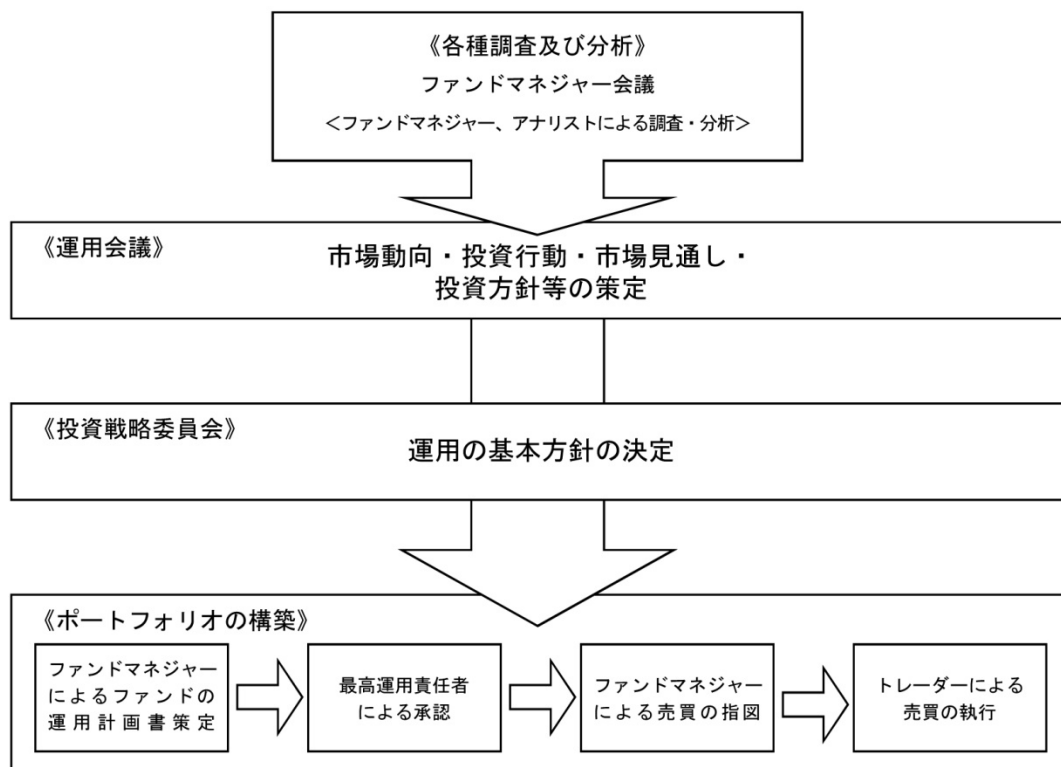 《各種調査及び分析》
ファンドマネジャー会議
＜ファンドマネジャー、アナリストによる調査・分析＞
《運用会議》
市場動向・投資行動・市場見通し・
投資方針等の策定
《投資戦略委員会》
運用の基本方針の決定
《ポートフォリオの構築》
ファンドマネジャー
によるファンドの
運用計画書策定
最高運用責任者
による承認
ファンドマネジャー
による売買の指図
トレーダーによる
売買の執行